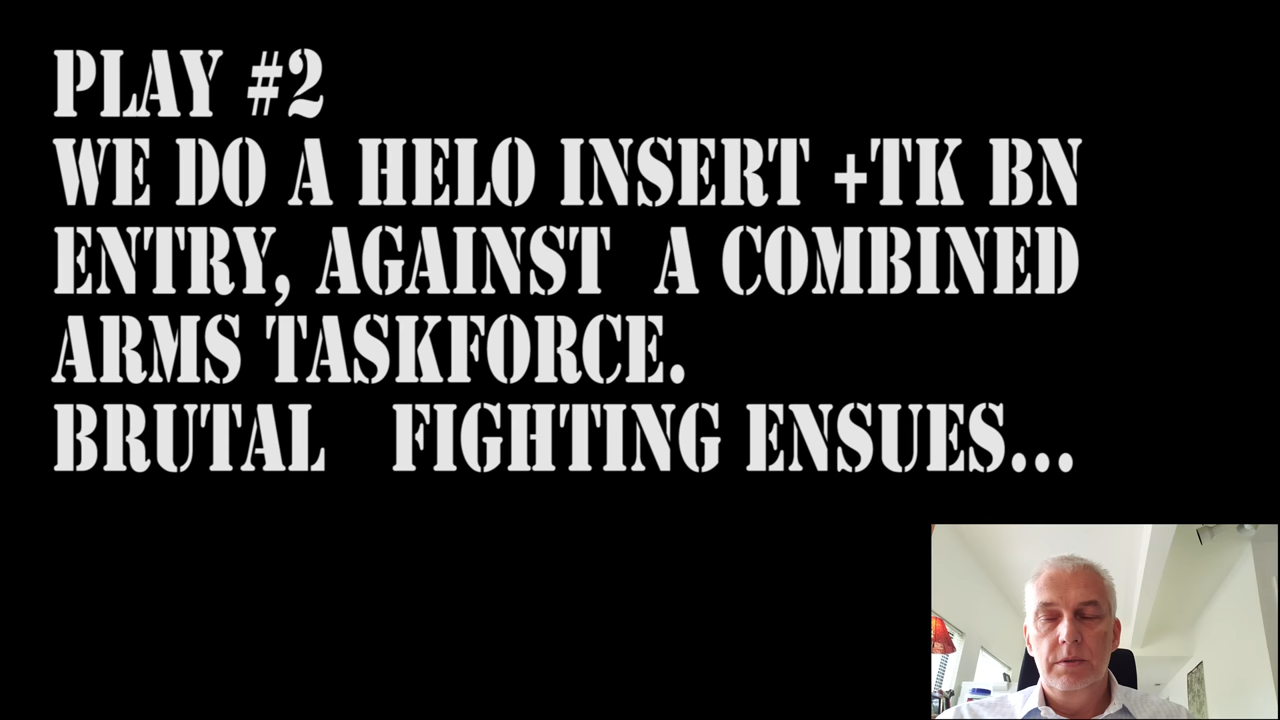 PLAY #2
WE DO A HELO INSERT +TK BN
ENTRY, AGAINST A COMBINED
ARMS TASKFORCE.
BRUTAL FIGHTING ENSUES...